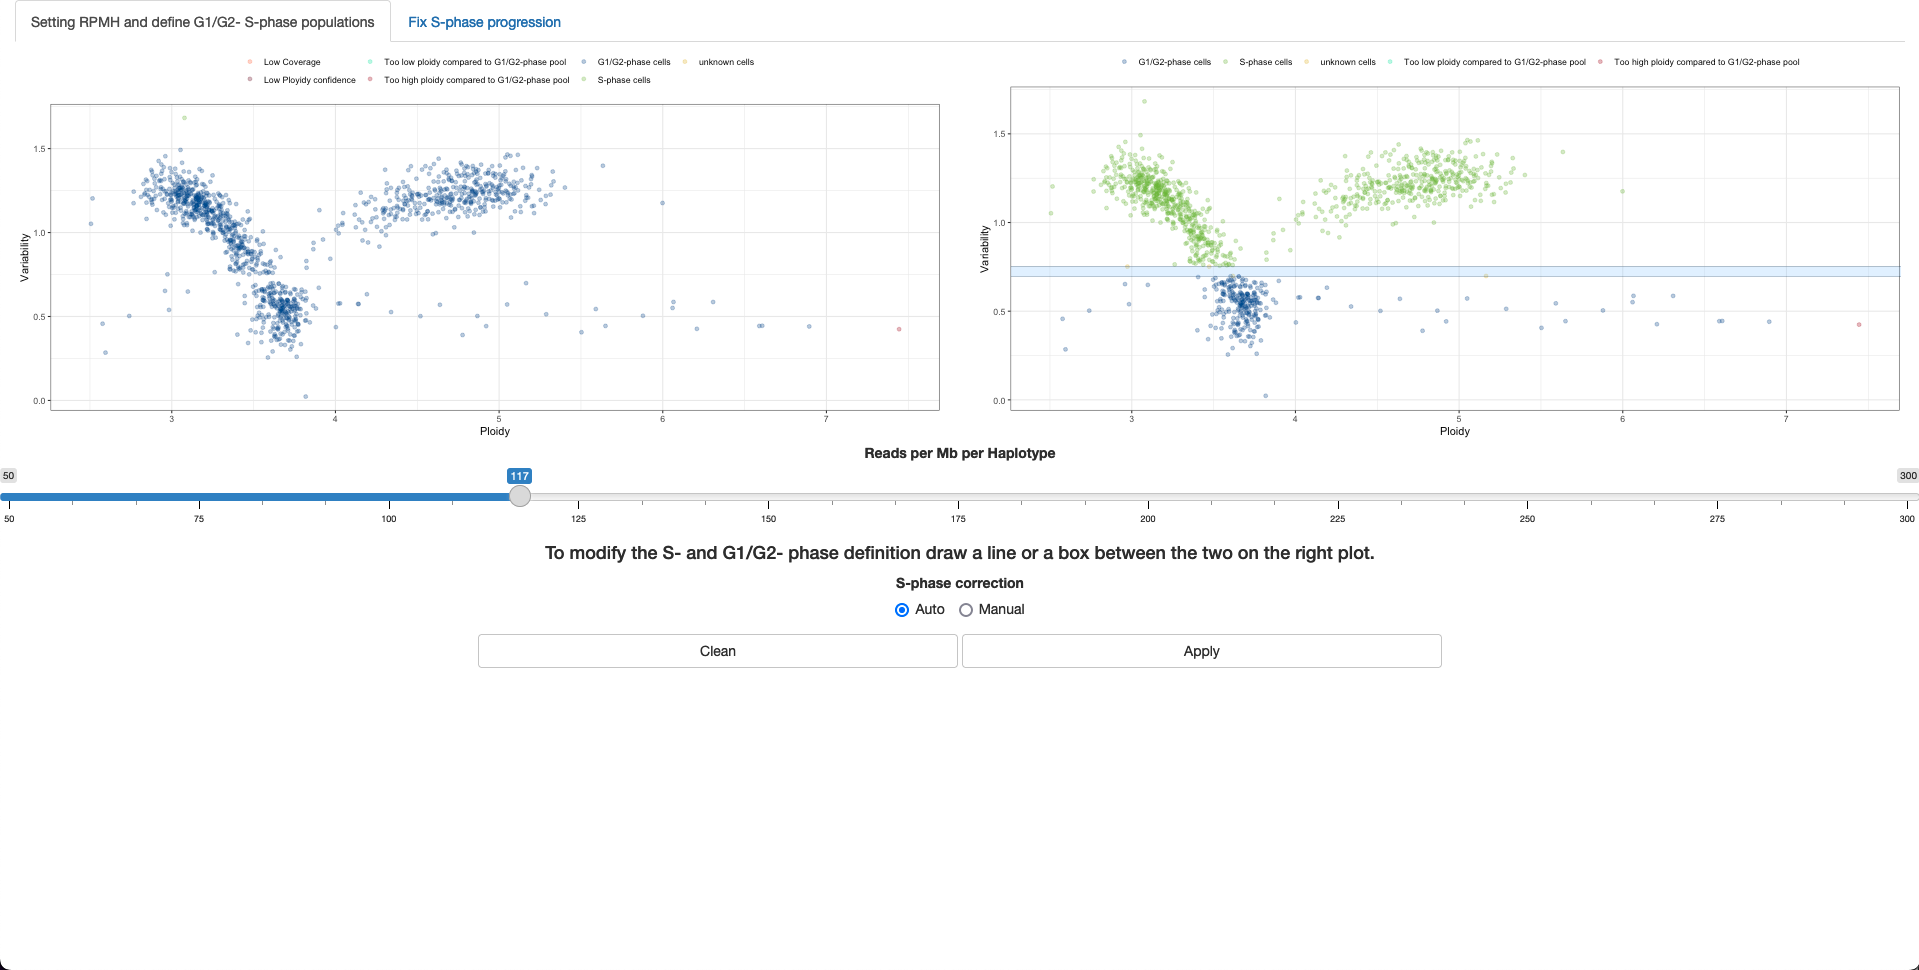 Setting RPMH and define G1/G2- S-phase populations
Fix S-phase progression
Low Coverage
Too low ploidy compared to G1/G2-phase pool
G1/G2-phase cells
unknown cells
Low Ployidy confidence
Too high ploidy compared to G1/G2-phase pool
S-phase cells
1.5
1.0
0.5
0.0
Variability
3 4 5 6 7
Ploidy
G1/G2-phase cells
S-phase cells
unknown cells
Too low ploidy compared to G1/G2-phase pool
Too high ploidy compared to G1/G2-phase pool
1.5
1.0
0.5
0.0
Variability
3 4 5 6 7
Ploidy
Reads per Mb per Haplotype
50 117 300
50 75 100 125 150 175 200 225 250 275 300
To modify the S- and G1/G2- phase definition draw a line or a box between the two on the right plot.
S-phase correction
Auto Manual
Clean Apply